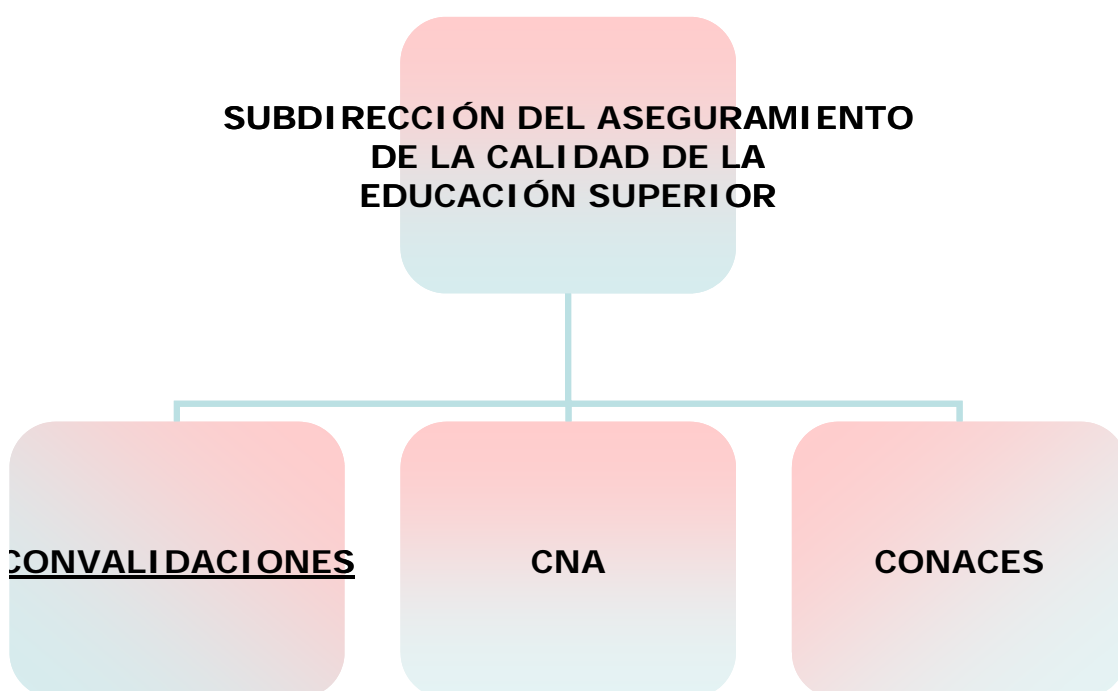 SUBDIRECCIÓN DEL ASEGURAMIENTO
DE LA CALIDAD DE LA
EDUCACIÓN SUPERIOR
CONVALIDACIONES
CNA
CONACES